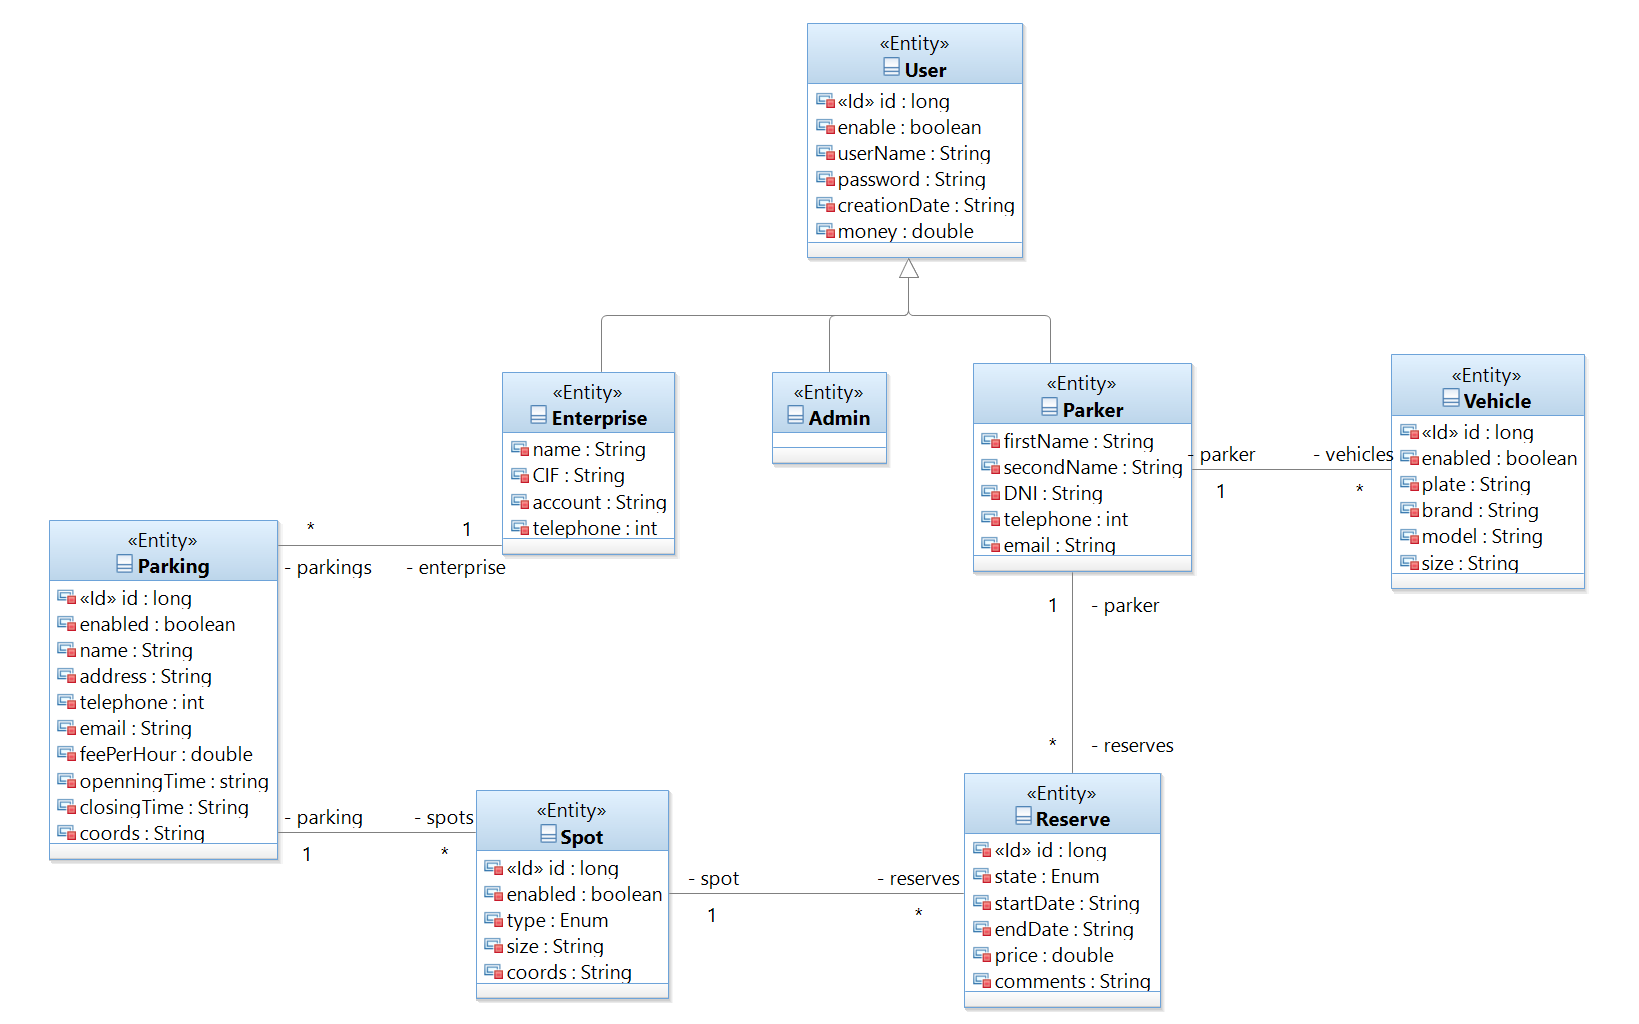 «Entity»
User
«Id» id : long
enable : boolean
userName : String
password : String
creationDate : String
money : double
«Entity»
Enterprise
name : String
CIF : String
account : String
telephone : int
«Entity»
Admin
«Entity»
Parker
firstName : String
secondName : String
DNI : String
telephone : int
email : String
- parker
1
- vehicles
*
«Entity»
Vehicle
«Id» id : long
enabled : boolean
plate : String
brand : String
model : String
size : String
*
1
- parkings
- enterprise
«Entity»
Parking
«Id» id : long
enabled : boolean
name : String
address : String
telephone : int
email : String
feePerHour : double
openningTime : string
closingTime : String
coords : String
1
- parker
*
- reserves
- parking
1
- spots
*
«Entity»
Spot
«Id» id : long
enabled : boolean
type : Enum
size : String
coords : String
- spot
1
- reserves
*
«Entity»
Reserve
«Id» id : long
state : Enum
startDate : String
endDate : String
price : double
comments : String